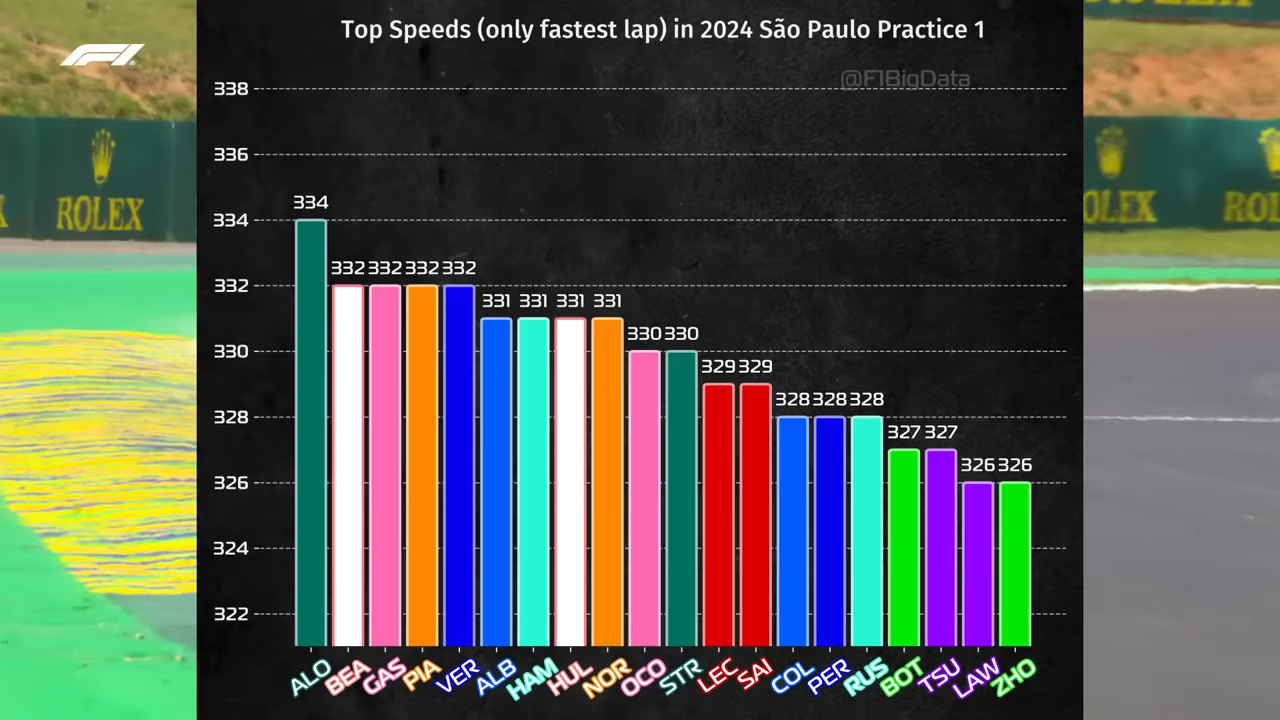 Top Speeds (only fastest lap) in 2024 São Paulo Practice 1
F1
@F1BigData
338
336
334
332
330
328
326
324
322
334
332 332 332 332
331 331 331 331
330 330
329 329
328 328 328
327 327
326 326
ALO BEA GAS PIA VER ALB HAM HUL NOR OCO STR LEC SAI COL PER RUS BOT TSU LAW ZHO
ROLEX
OLEX
ROL